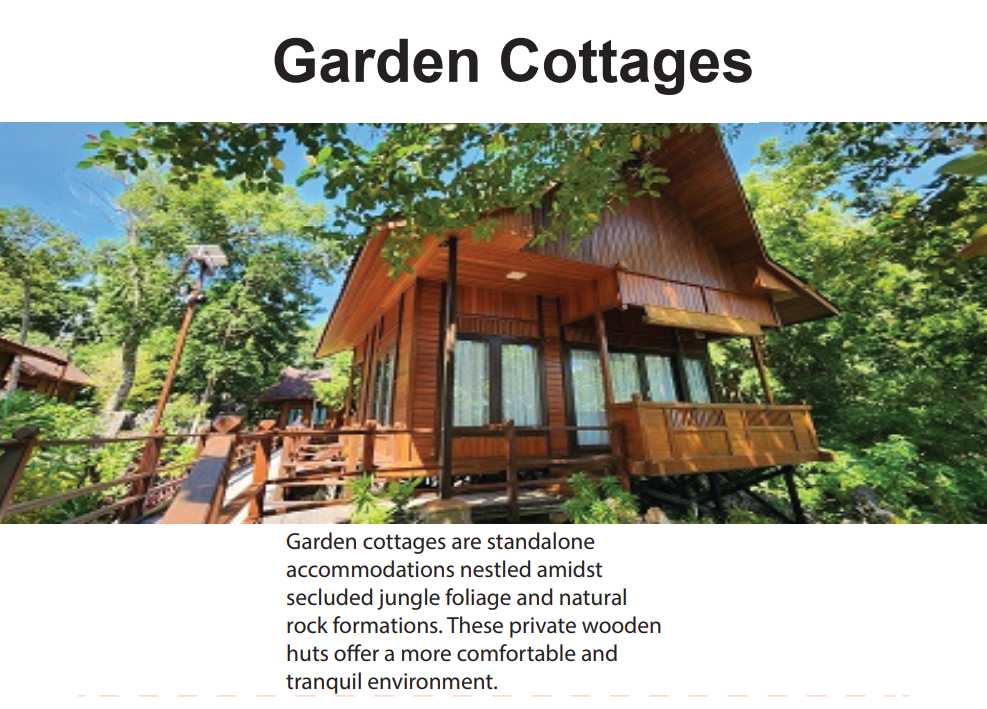 Garden Cottages
Garden cottages are standalone
accommodations nestled amidst
secluded jungle foliage and natural
rock formations. These private wooden
huts offer a more comfortable and
tranquil environment.